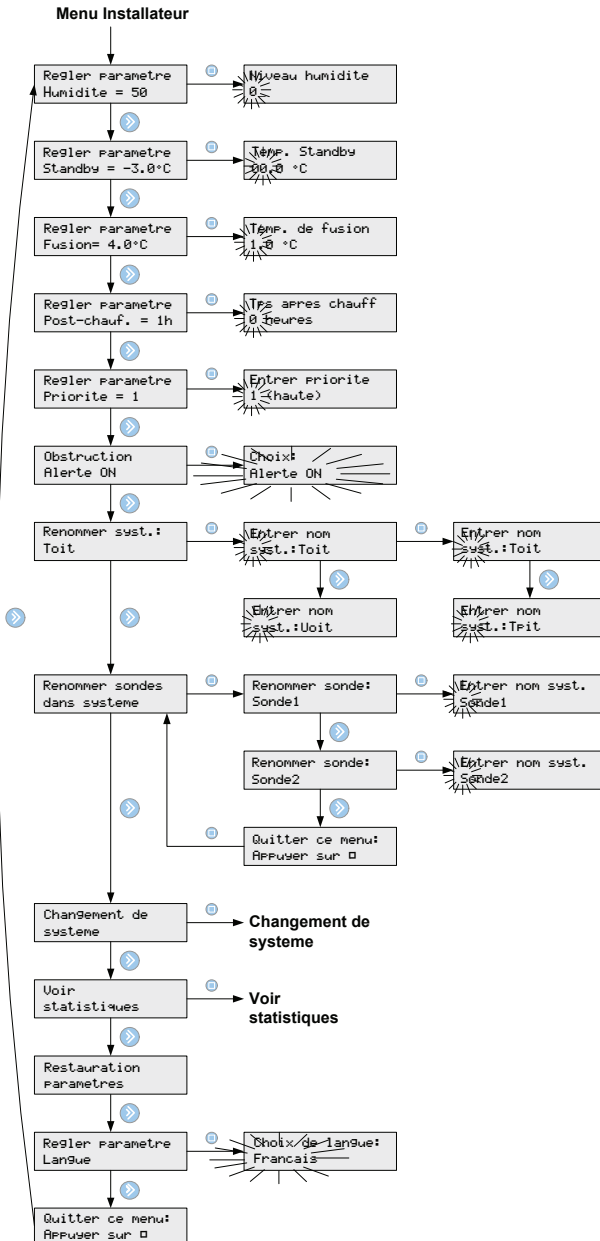 Menu Installateur
Regler parametre
Humidite = 50
Niveau humidite
0
Regler parametre
Standby = -3.0°C
Temp. Standby
00.0 °C
Regler parametre
Fusion= 4.0°C
Temp. de fusion
1.0 °C
Regler parametre
Post-chauf. = 1h
Tps apres chauff
0 heures
Regler parametre
Priorite = 1
Entrer priorite
1 (haute)
Obstruction
Alerte ON
Choix:
Alerte ON
Renommer syst.:
Toit
Entrer nom
syst.:Toit
Entrer nom
syst.:Toit
Entrer nom
syst.:Uoit
Entrer nom
syst.:Tpit
Renommer sondes
dans systeme
Renommer sonde:
Sonde1
Entrer nom syst.
Sonde1
Renommer sonde:
Sonde2
Entrer nom syst.
Sonde2
Quitter ce menu:
Appuyer sur □
Changement de
systeme
Changement de
systeme
Voir
statistiques
Voir
statistiques
Restauration
parametres
Regler parametre
Langue
Choix de langue:
Francais
Quitter ce menu:
Appuyer sur □